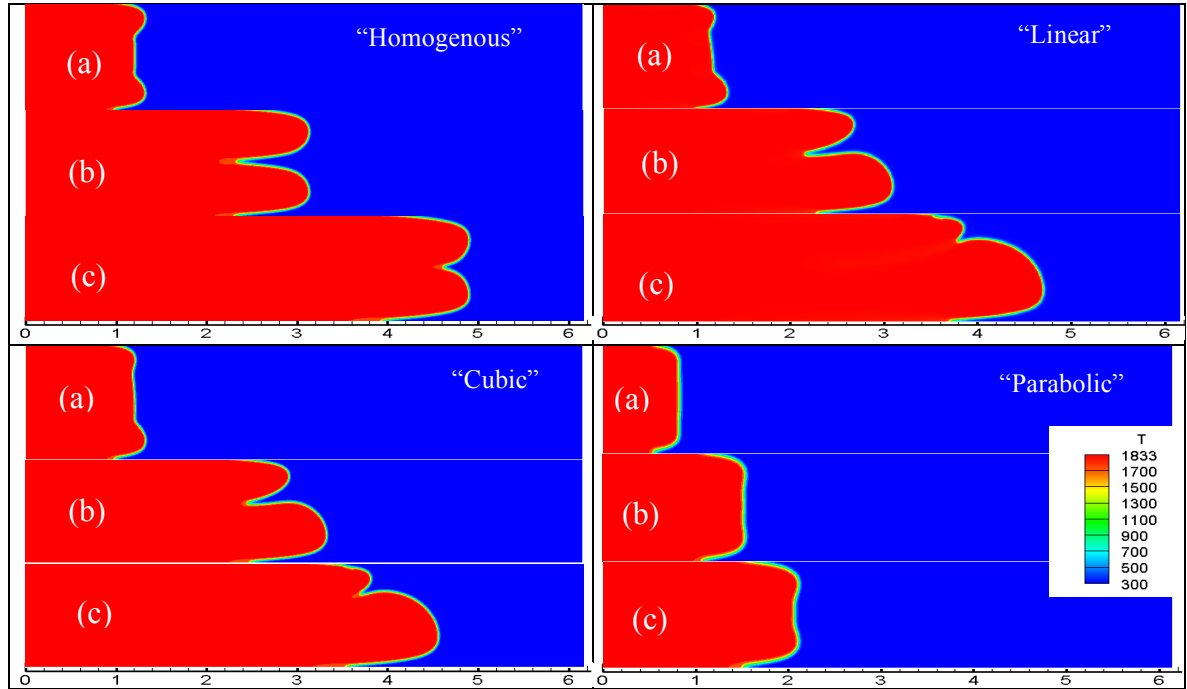 “Homogenous”
(a)
(b)
(c)
0 1 2 3 4 5 6
“Linear”
(a)
(b)
(c)
0 1 2 3 4 5 6
“Cubic”
(a)
(b)
(c)
0 1 2 3 4 5 6
“Parabolic”
(a)
(b)
(c)
T
1833
1700
1500
1300
1100
900
700
500
300
0 1 2 3 4 5 6